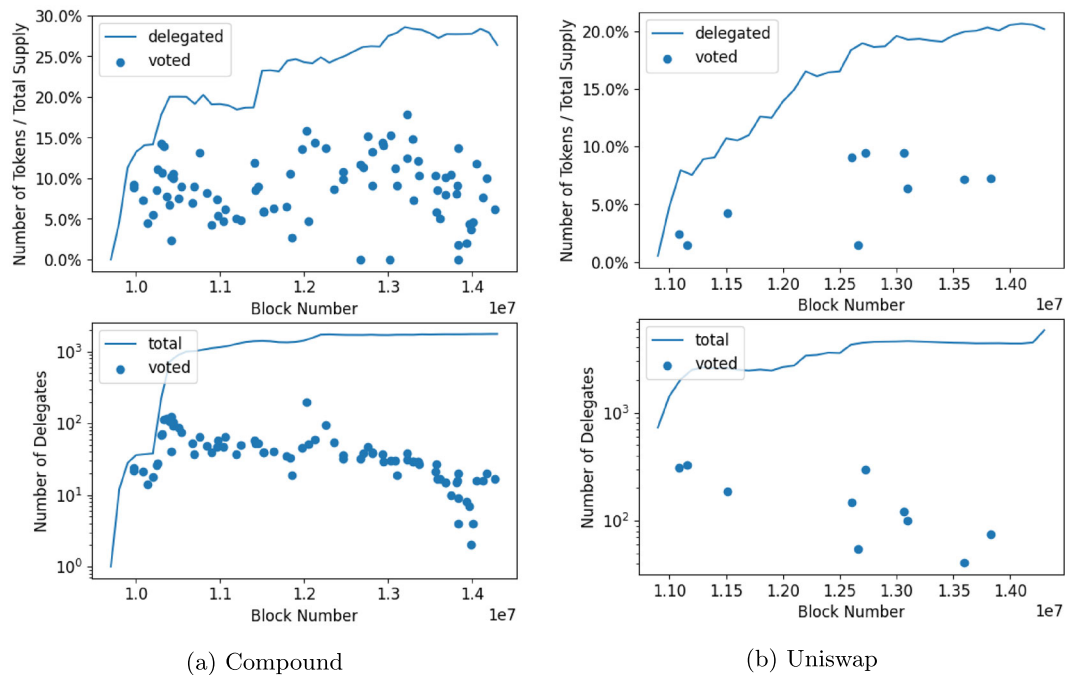 Number of Tokens / Total Supply
30.0%
25.0%
20.0%
15.0%
10.0%
5.0%
0.0%
delegated
voted
1.0
1.1
1.2
1.3
1.4
1e7
Block Number
Number of Tokens / Total Supply
20.0%
15.0%
10.0%
5.0%
0.0%
delegated
voted
1.10
1.15
1.20
1.25
1.30
1.35
1.40
1e7
Block Number
Number of Delegates
10³
10²
10¹
10⁰
total
voted
1.0
1.1
1.2
1.3
1.4
1e7
Block Number
Number of Delegates
10³
10²
total
voted
1.10
1.15
1.20
1.25
1.30
1.35
1.40
1e7
Block Number
(a) Compound
(b) Uniswap